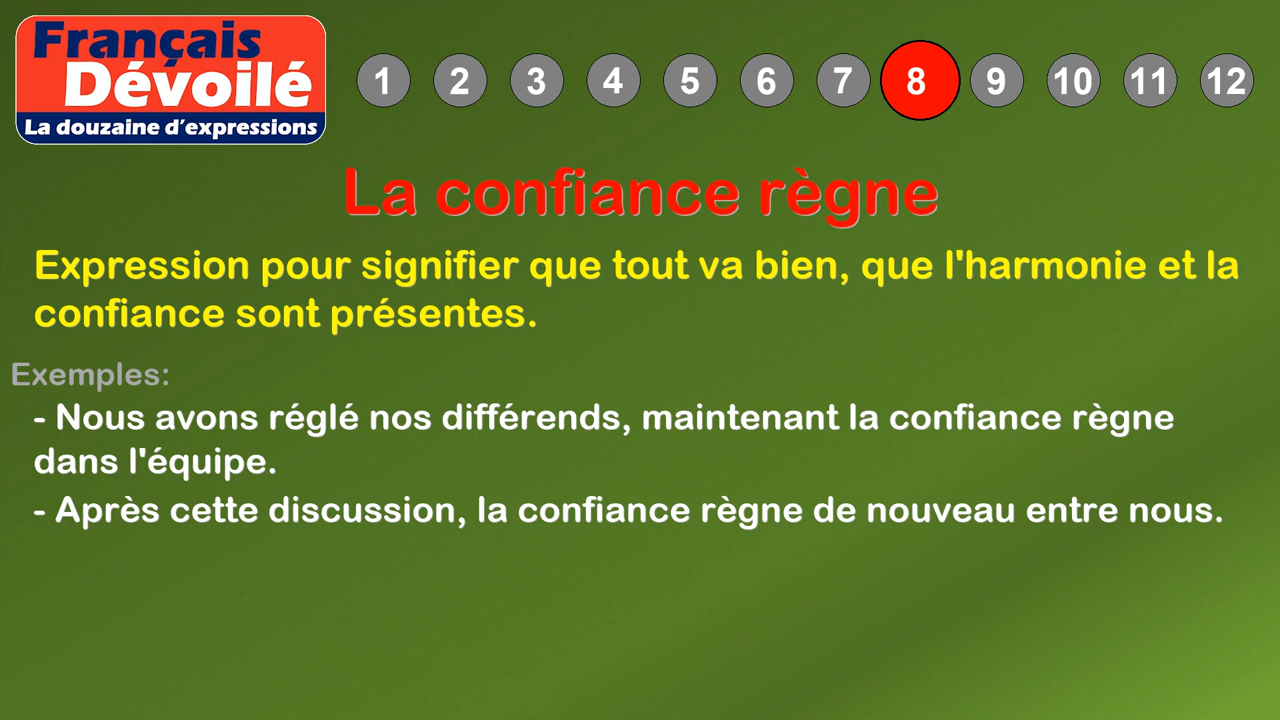 Français
Dévoilé
La douzaine d'expressions
1 2 3 4 5 6 7 8 9 10 11 12
La confiance règne
Expression pour signifier que tout va bien, que l'harmonie et la
confiance sont présentes.
Exemples:
- Nous avons réglé nos différends, maintenant la confiance règne
dans l'équipe.
- Après cette discussion, la confiance règne de nouveau entre nous.